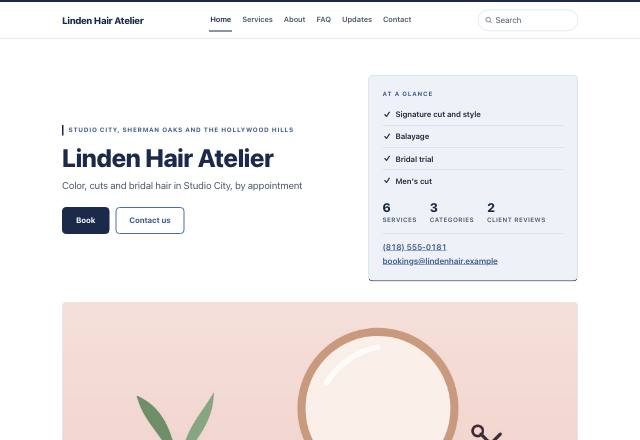 Linden Hair Atelier
Home Services About FAQ Updates Contact
Search
STUDIO CITY, SHERMAN OAKS AND THE HOLLYWOOD HILLS
Linden Hair Atelier
Color, cuts and bridal hair in Studio City, by appointment
Book Contact us
AT A GLANCE
Signature cut and style
Balayage
Bridal trial
Men's cut
6 3 2
SERVICES CATEGORIES CLIENT REVIEWS
(818) 555-0181
bookings@lindenhair.example